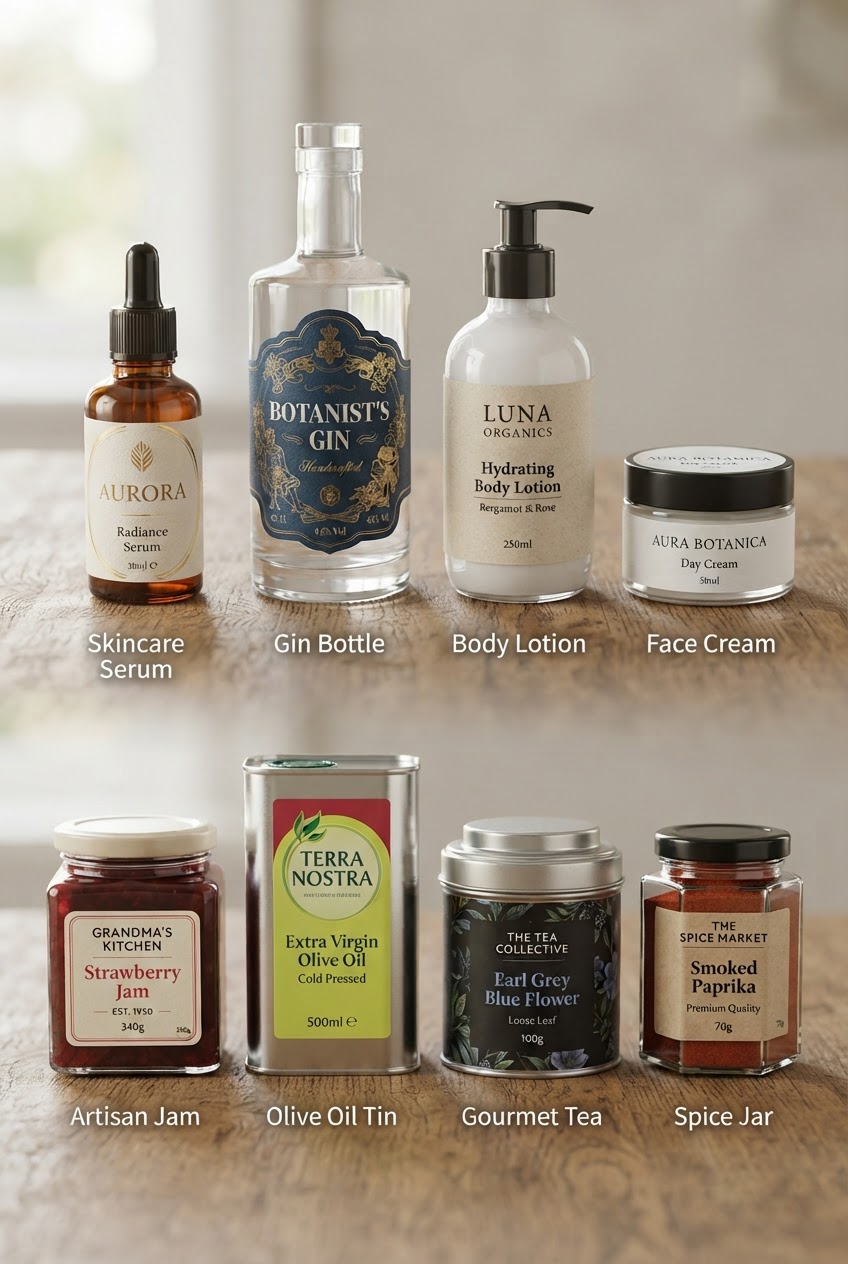 AURORA
Radiance
Serum
BOTANIST'S
GIN
Handcrafted
LUNA
ORGANICS
Hydrating
Body Lotion
Bergamot & Rose
250ml
AURA BOTANICA
AURA BOTANICA
Day Cream
Skincare
Serum
Gin Bottle
Body Lotion
Face Cream
GRANDMA'S
KITCHEN
Strawberry
Jam
EST. 1950
340g
TERRA
NOSTRA
Extra Virgin
Olive Oil
Cold Pressed
500ml e
THE TEA
COLLECTIVE
Earl Grey
Blue Flower
Loose Leaf
100g
THE
SPICE MARKET
Smoked
Paprika
Premium Quality
70g
Artisan Jam
Olive Oil Tin
Gourmet Tea
Spice Jar